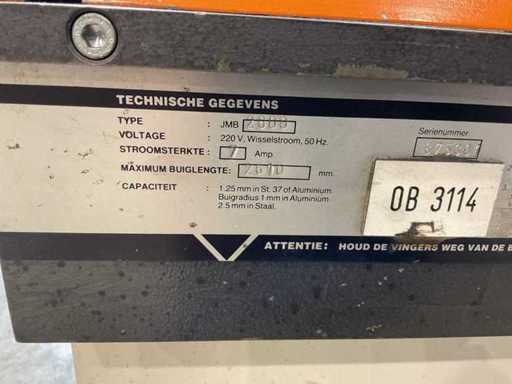 TECHNISCHE GEGEVENS
TYPE : JMB
VOLTAGE : 220 V. Wisselstroom, 50 Hz. Serienummer
STROOMSTERKTE : 7 Amp.
MAXIMUM BUIGLENGTE: 2610 mm.
CAPACITEIT : 1.25 mm in St. 37 of Aluminium.
Buigradius 1 mm in Aluminium
2.5 mm in Staal.
OB 3114
ATTENTIE: HOUD DE VINGERS WEG VAN DE